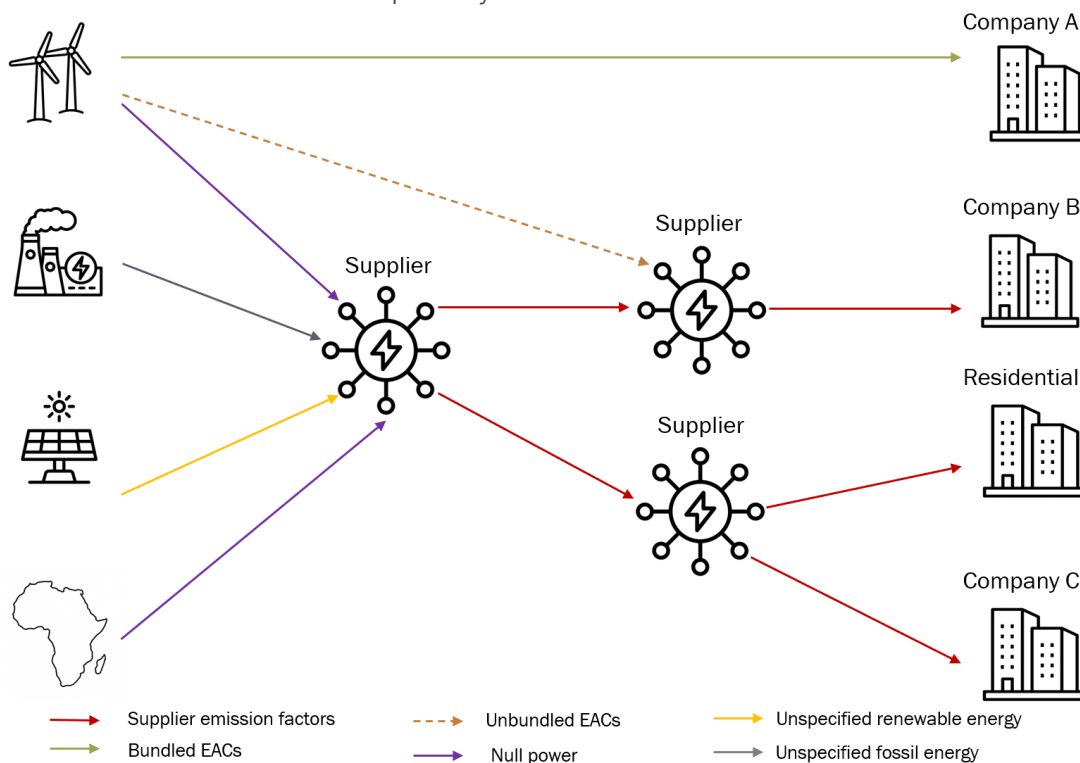 Company A
Company B
Supplier
Supplier
Residential
Supplier
Company C
Supplier emission factors
Unbundled EACs
Unspecified renewable energy
Bundled EACs
Null power
Unspecified fossil energy